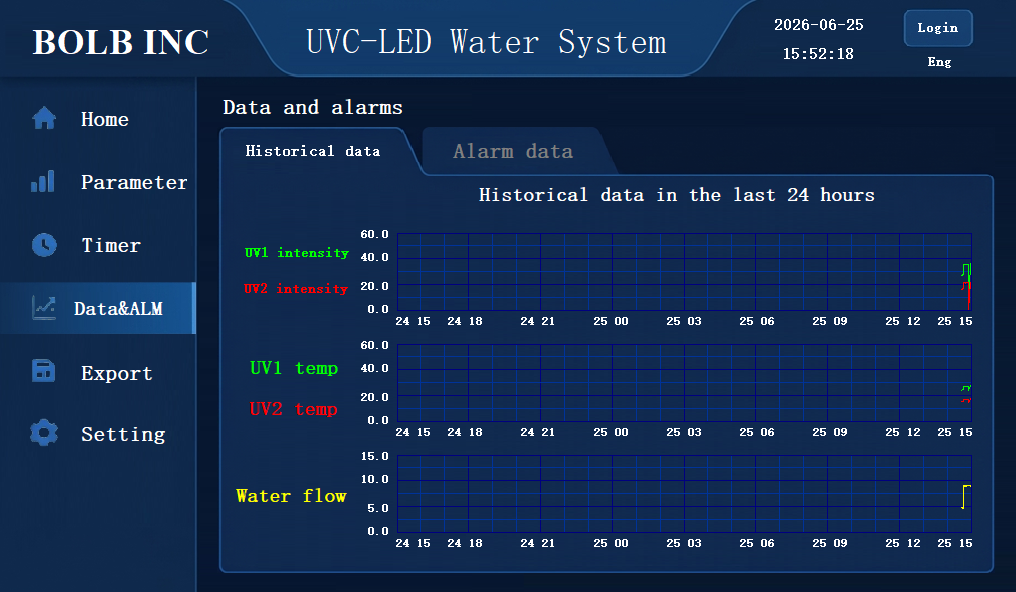 BOLB INC
UVC-LED Water System
2026-06-25
15:52:18
Login
Eng
Home
Parameter
Timer
Data&ALM
Export
Setting
Data and alarms
Historical data
Alarm data
Historical data in the last 24 hours
UV1 intensity
UV2 intensity
60.0
40.0
20.0
0.0
24 15 24 18 24 21 25 00 25 03 25 06 25 09 25 12 25 15
UV1 temp
UV2 temp
60.0
40.0
20.0
0.0
24 15 24 18 24 21 25 00 25 03 25 06 25 09 25 12 25 15
Water flow
15.0
10.0
5.0
0.0
24 15 24 18 24 21 25 00 25 03 25 06 25 09 25 12 25 15